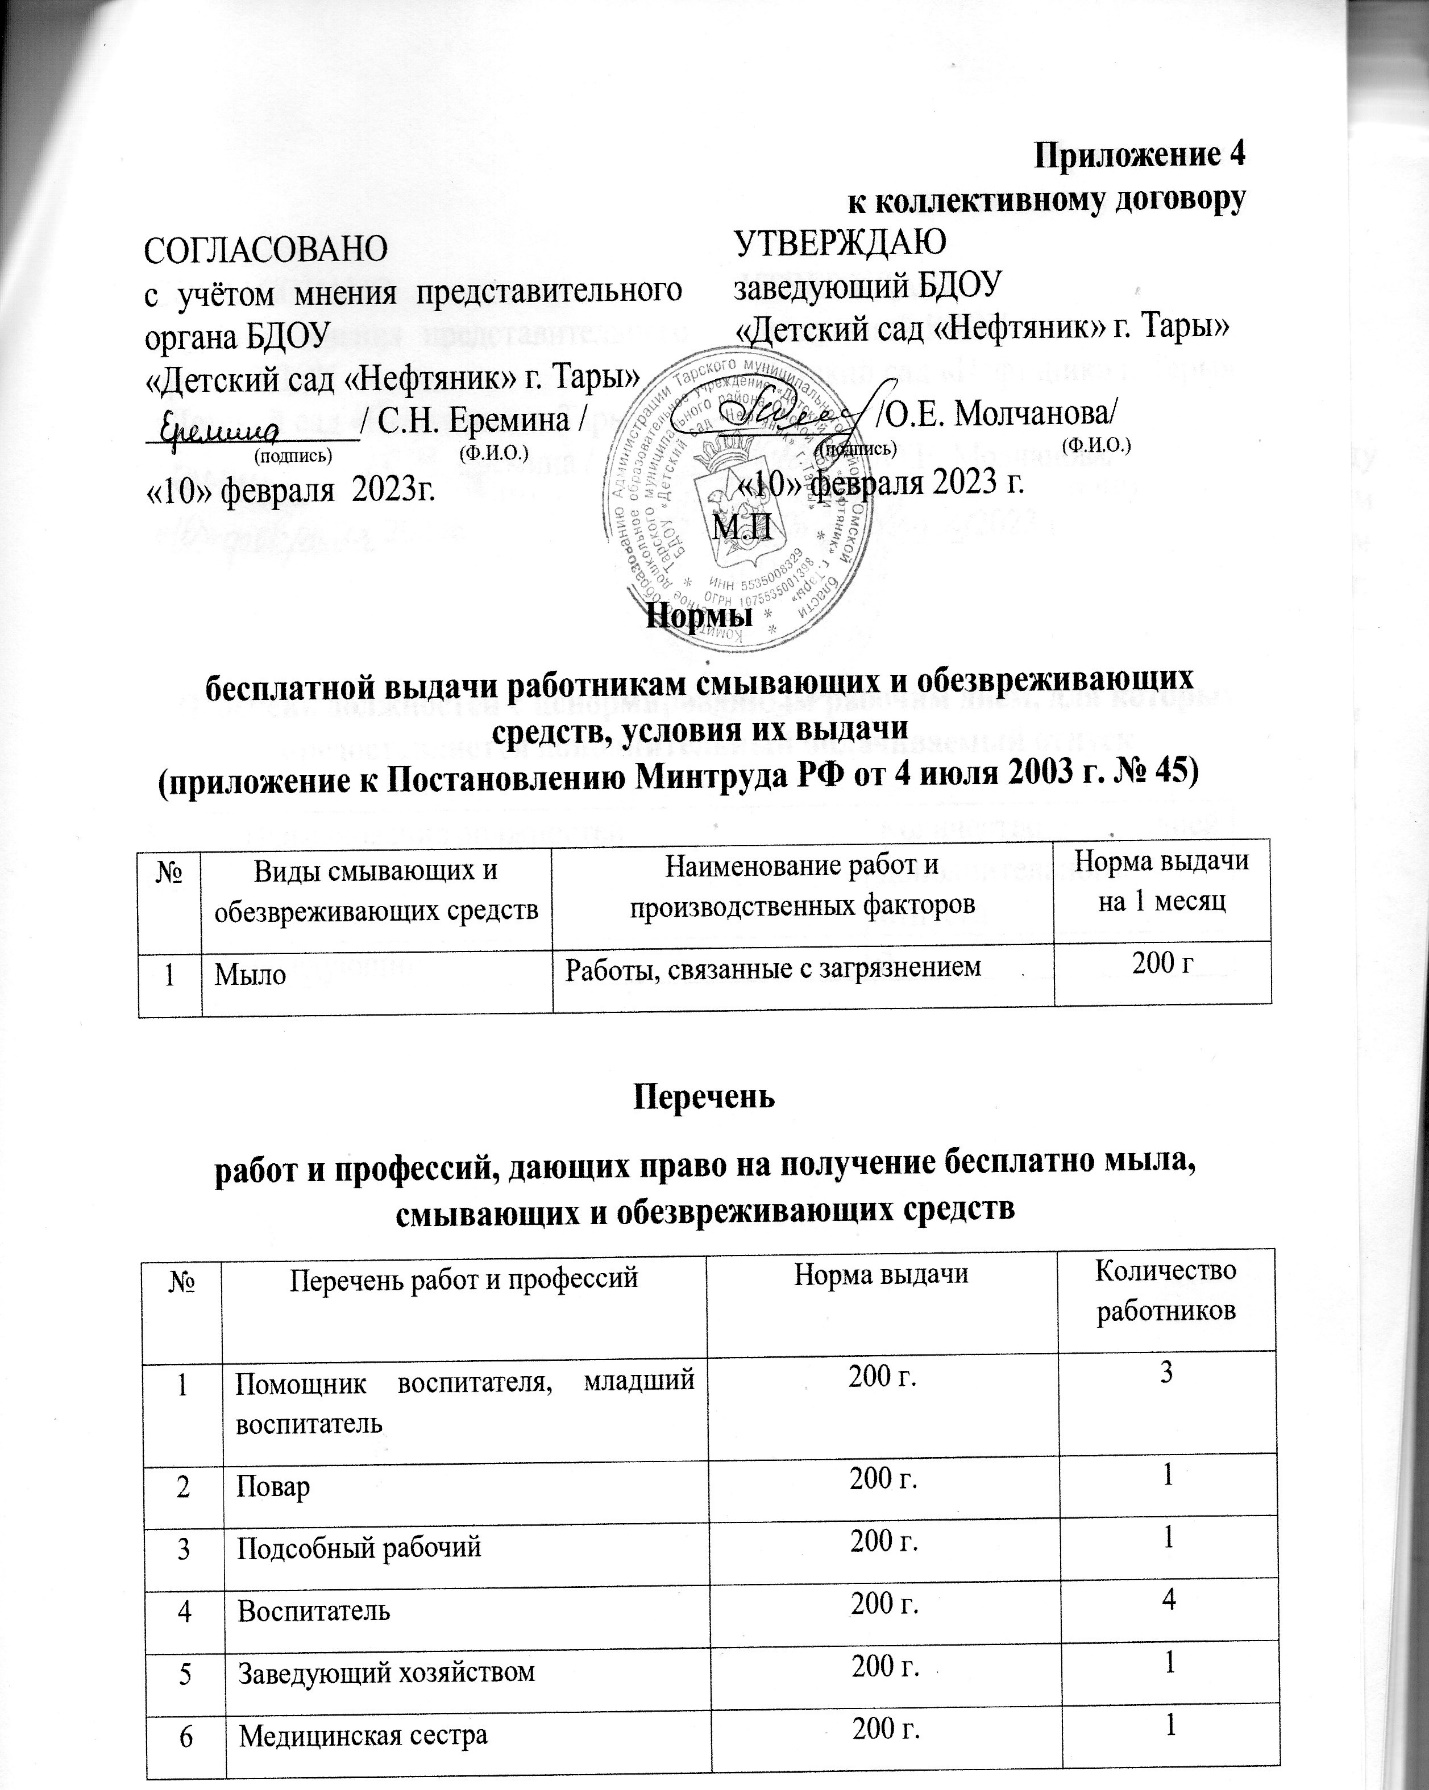 Приложение 4
к коллективному договору
СОГЛАСОВАНО
с учётом мнения представительного
органа БДОУ
«Детский сад «Нефтяник» г. Тары»
Еремина / С.Н. Еремина /
(подпись) (Ф.И.О.)
«10» февраля 2023г.
УТВЕРЖДАЮ
заведующий БДОУ
«Детский сад «Нефтяник» г. Тары»
/О.Е. Молчанова/
(подпись) (Ф.И.О.)
«10» февраля 2023 г.
М.П
ИНН 5535008329
ОГРН 1075535001398
Нормы
бесплатной выдачи работникам смывающих и обезвреживающих
средств, условия их выдачи
(приложение к Постановлению Минтруда РФ от 4 июля 2003 г. № 45)
№ Виды смывающих и обезвреживающих средств Наименование работ и производственных факторов Норма выдачи на 1 месяц
1 Мыло Работы, связанные с загрязнением 200 г
Перечень
работ и профессий, дающих право на получение бесплатно мыла,
смывающих и обезвреживающих средств
№ Перечень работ и профессий Норма выдачи Количество работников
1 Помощник воспитателя, младший воспитатель 200 г. 3
2 Повар 200 г. 1
3 Подсобный рабочий 200 г. 1
4 Воспитатель 200 г. 4
5 Заведующий хозяйством 200 г. 1
6 Медицинская сестра 200 г. 1